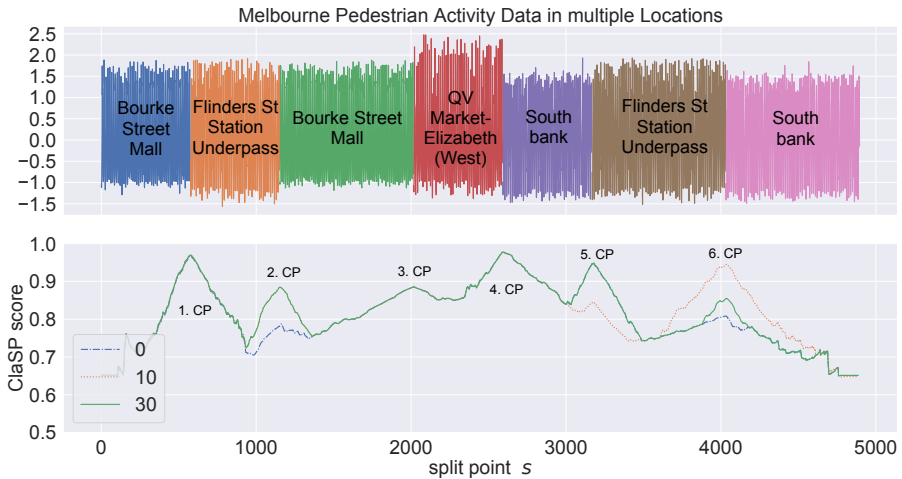 Melbourne Pedestrian Activity Data in multiple Locations
2.5
2.0
1.5
1.0
0.5
0.0
−0.5
−1.0
−1.5
Bourke
Street
Mall
Flinders St
Station
Underpass
Bourke Street
Mall
QV
Market-
Elizabeth
(West)
South
bank
Flinders St
Station
Underpass
South
bank
ClaSP score
1.0
0.9
0.8
0.7
0.6
0.5
1. CP
2. CP
3. CP
4. CP
5. CP
6. CP
0
10
30
0
1000
2000
3000
4000
5000
split point s